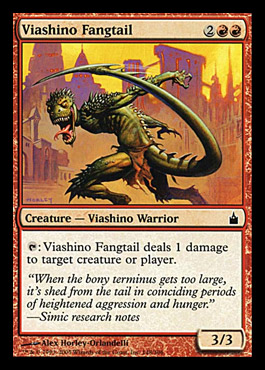 Viashino Fangtail 2
HORLEY
Creature — Viashino Warrior
: Viashino Fangtail deals 1 damage
to target creature or player.
"When the bony terminus gets too large,
it's shed from the tail in coinciding periods
of heightened aggression and hunger."
—Simic research notes
3/3
Alex Horley-Orlandelli